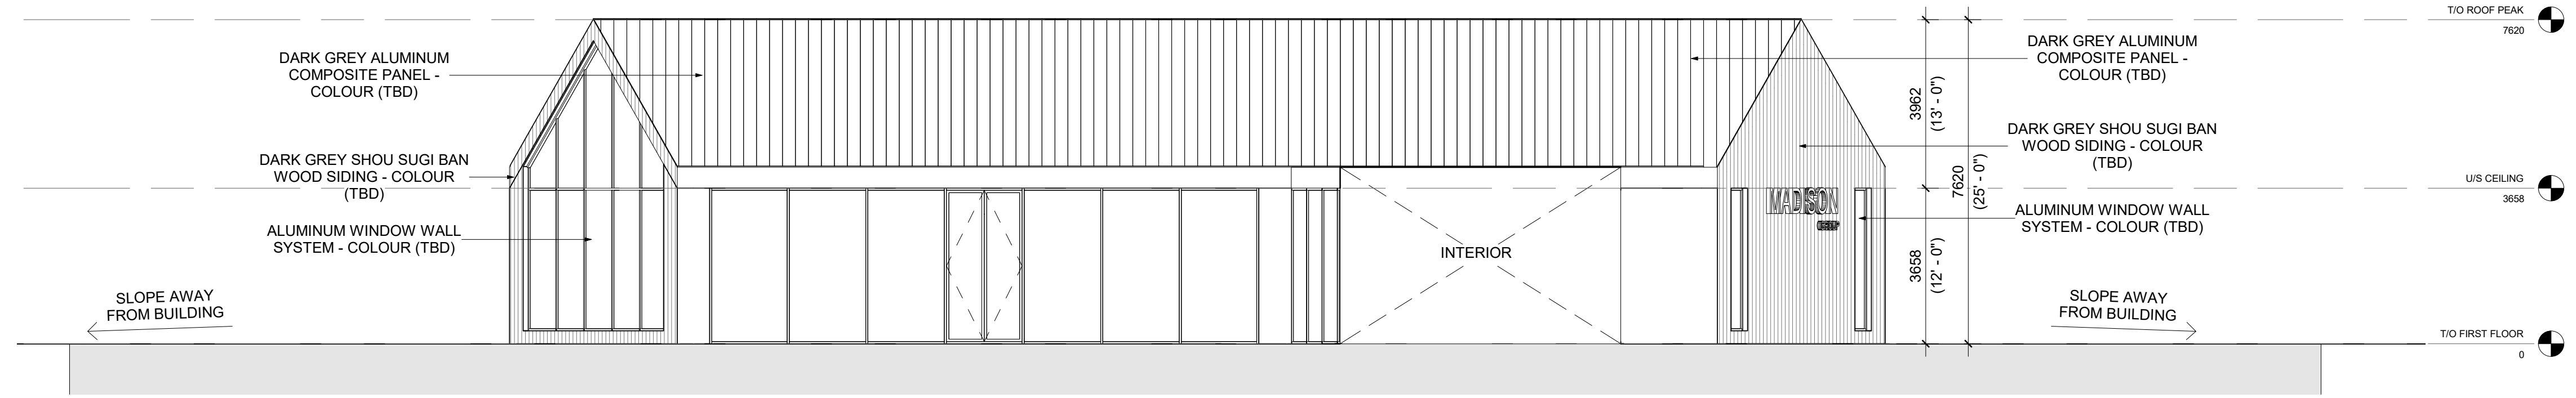 T/O ROOF PEAK
7620
DARK GREY ALUMINUM
COMPOSITE PANEL -
COLOUR (TBD)
DARK GREY ALUMINUM
COMPOSITE PANEL -
COLOUR (TBD)
3962
(13' - 0")
DARK GREY SHOU SUGI BAN
WOOD SIDING - COLOUR
(TBD)
DARK GREY SHOU SUGI BAN
WOOD SIDING - COLOUR
(TBD)
7620
(25' - 0")
U/S CEILING
3658
MADISON
ALUMINUM WINDOW WALL
SYSTEM - COLOUR (TBD)
ALUMINUM WINDOW WALL
SYSTEM - COLOUR (TBD)
INTERIOR
3658
(12' - 0")
SLOPE AWAY
FROM BUILDING
SLOPE AWAY
FROM BUILDING
T/O FIRST FLOOR
0